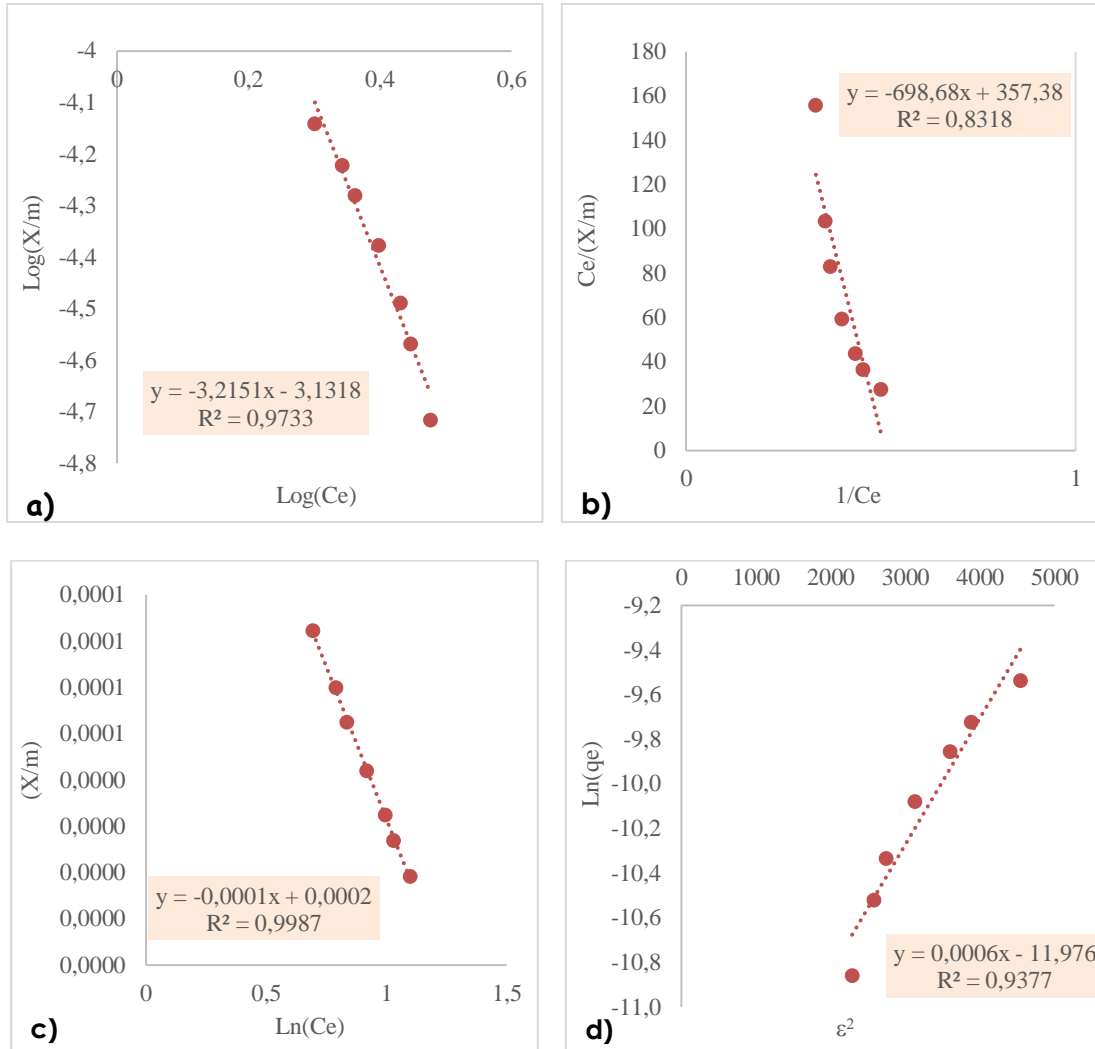 -4
0
0,2
0,4
0,6
-4,1
-4,2
-4,3
-4,4
-4,5
-4,6
-4,7
-4,8
Log(X/m)
y = -3,2151x - 3,1318
R² = 0,9733
Log(Ce)
a)
180
160
140
120
100
80
60
40
20
0
Ce/(X/m)
y = -698,68x + 357,38
R² = 0,8318
0
1
1/Ce
b)
0,0001
0,0001
0,0001
0,0001
0,0000
0,0000
0,0000
0,0000
0,0000
(X/m)
y = -0,0001x + 0,0002
R² = 0,9987
0
0,5
1
1,5
Ln(Ce)
c)
0
1000
2000
3000
4000
5000
-9,2
-9,4
-9,6
-9,8
-10,0
-10,2
-10,4
-10,6
-10,8
-11,0
Ln(qe)
y = 0,0006x - 11,976
R² = 0,9377
ε²
d)